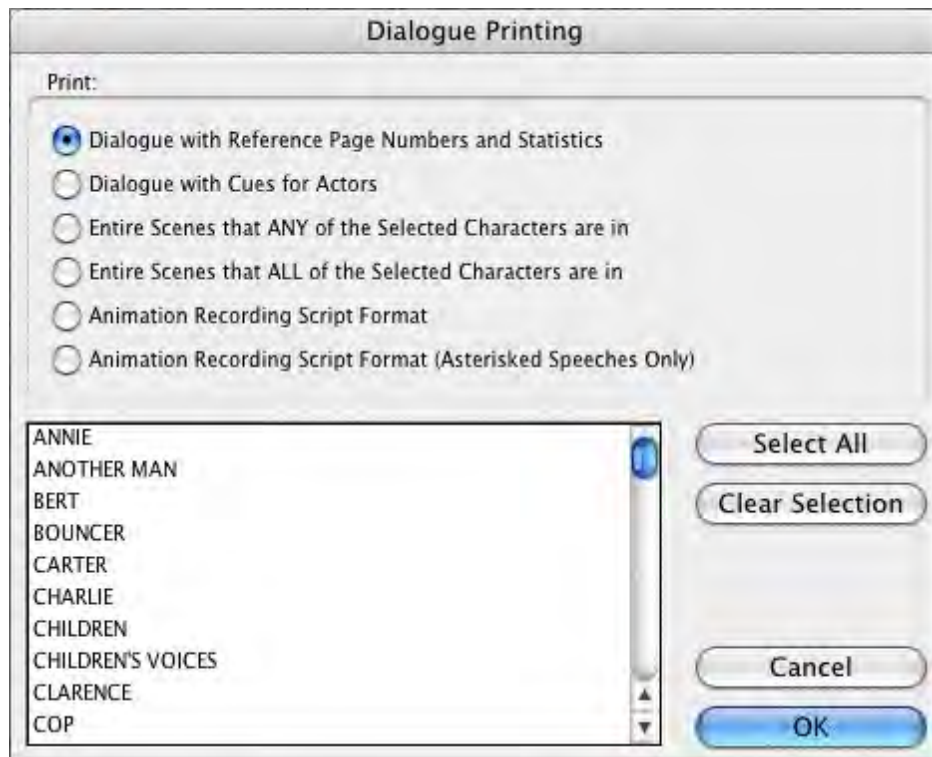 Dialogue Printing
Print:
Dialogue with Reference Page Numbers and Statistics
Dialogue with Cues for Actors
Entire Scenes that ANY of the Selected Characters are in
Entire Scenes that ALL of the Selected Characters are in
Animation Recording Script Format
Animation Recording Script Format (Asterisked Speeches Only)
ANNIE
ANOTHER MAN
BERT
BOUNCER
CARTER
CHARLIE
CHILDREN
CHILDREN'S VOICES
CLARENCE
COP
Select All
Clear Selection
Cancel
OK